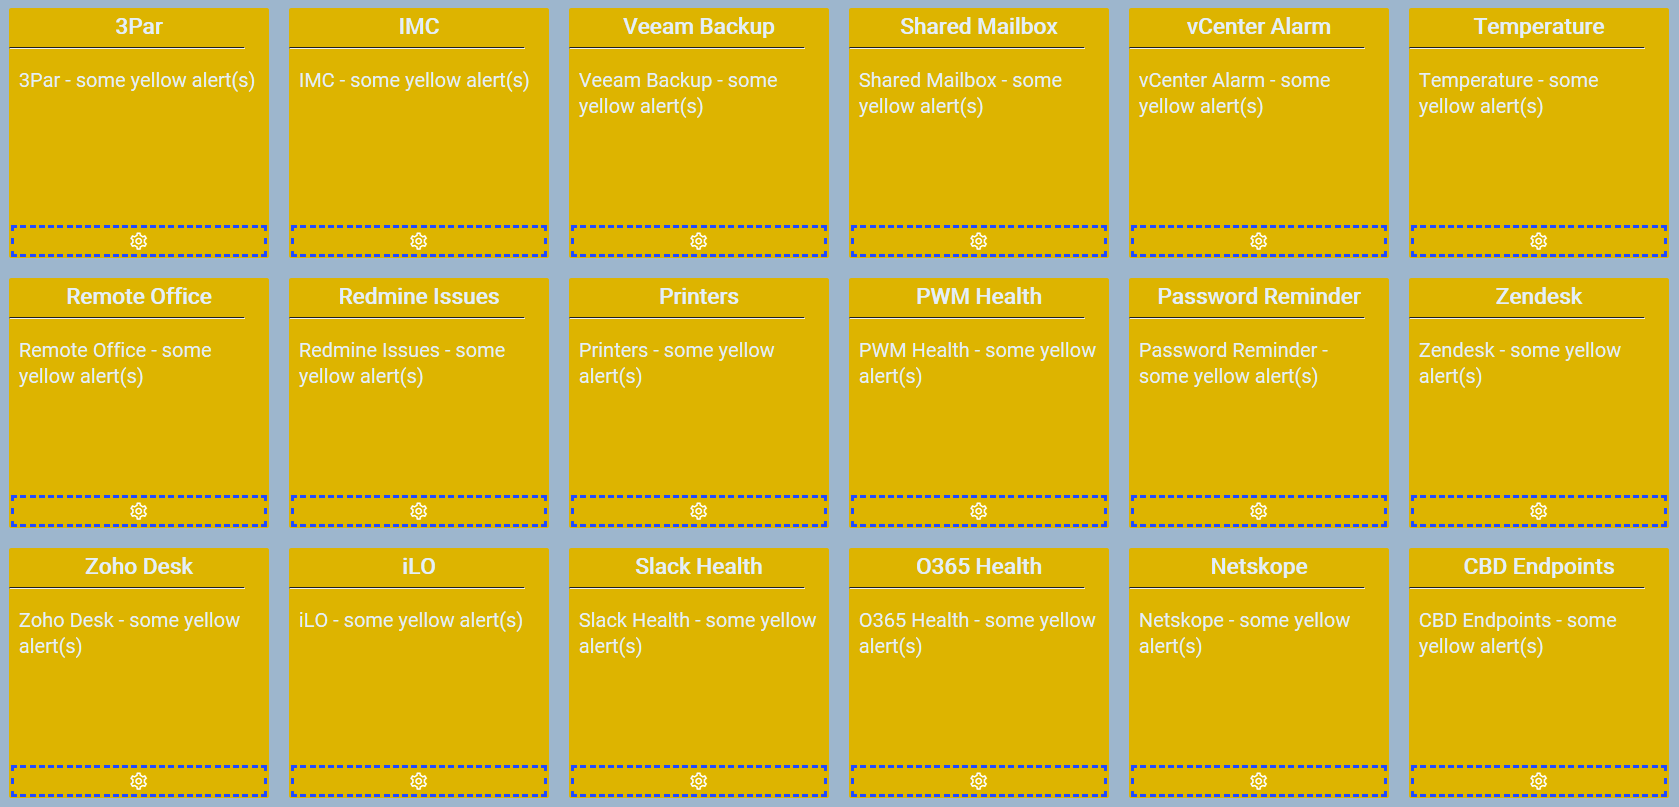 3Par
3Par - some yellow alert(s)
IMC
IMC - some yellow alert(s)
Veeam Backup
Veeam Backup - some
yellow alert(s)
Shared Mailbox
Shared Mailbox - some
yellow alert(s)
vCenter Alarm
vCenter Alarm - some
yellow alert(s)
Temperature
Temperature - some
yellow alert(s)
Remote Office
Remote Office - some
yellow alert(s)
Redmine Issues
Redmine Issues - some
yellow alert(s)
Printers
Printers - some yellow
alert(s)
PWM Health
PWM Health - some yellow
alert(s)
Password Reminder
Password Reminder -
some yellow alert(s)
Zendesk
Zendesk - some yellow
alert(s)
Zoho Desk
Zoho Desk - some yellow
alert(s)
iLO
iLO - some yellow alert(s)
Slack Health
Slack Health - some yellow
alert(s)
O365 Health
O365 Health - some yellow
alert(s)
Netskope
Netskope - some yellow
alert(s)
CBD Endpoints
CBD Endpoints - some
yellow alert(s)